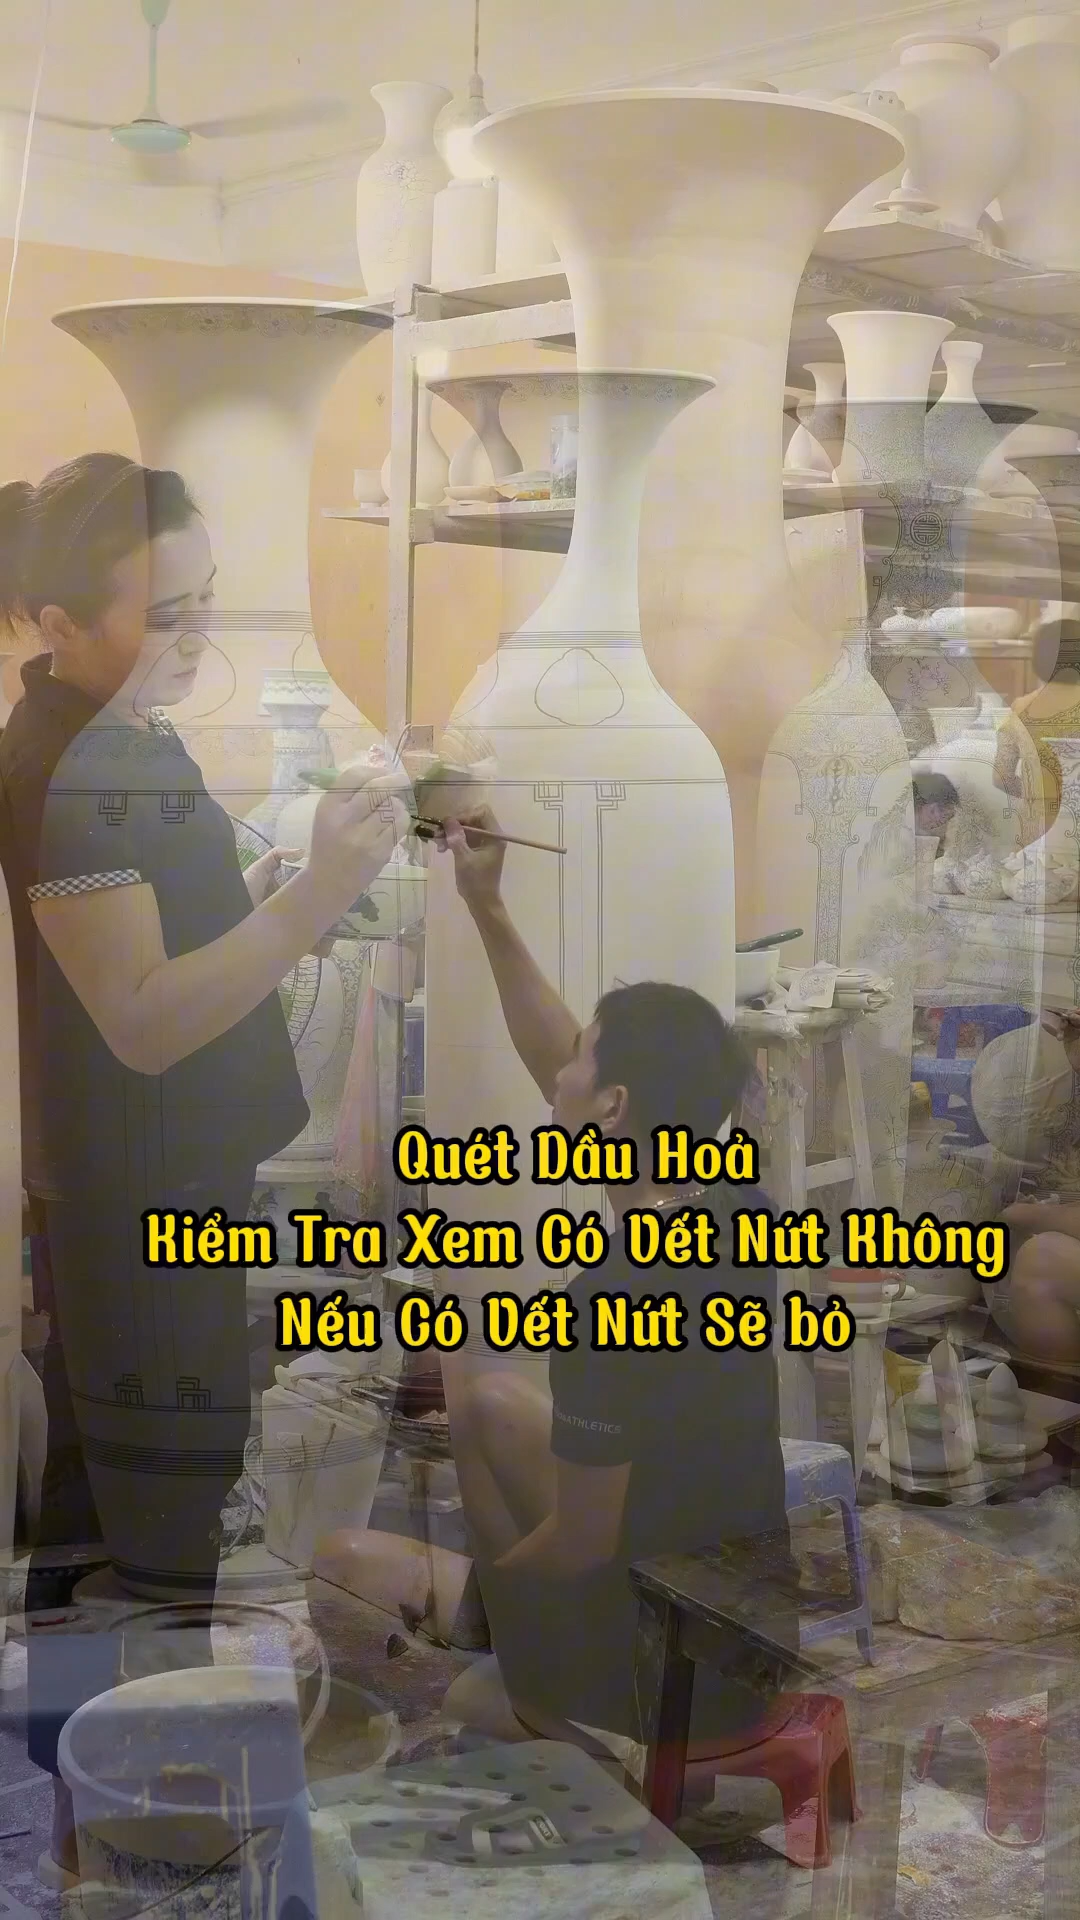 Quét Dầu Hoả
Kiểm Tra Xem Có Vết Nứt Không
Nếu Có Vết Nứt Sẽ bỏ